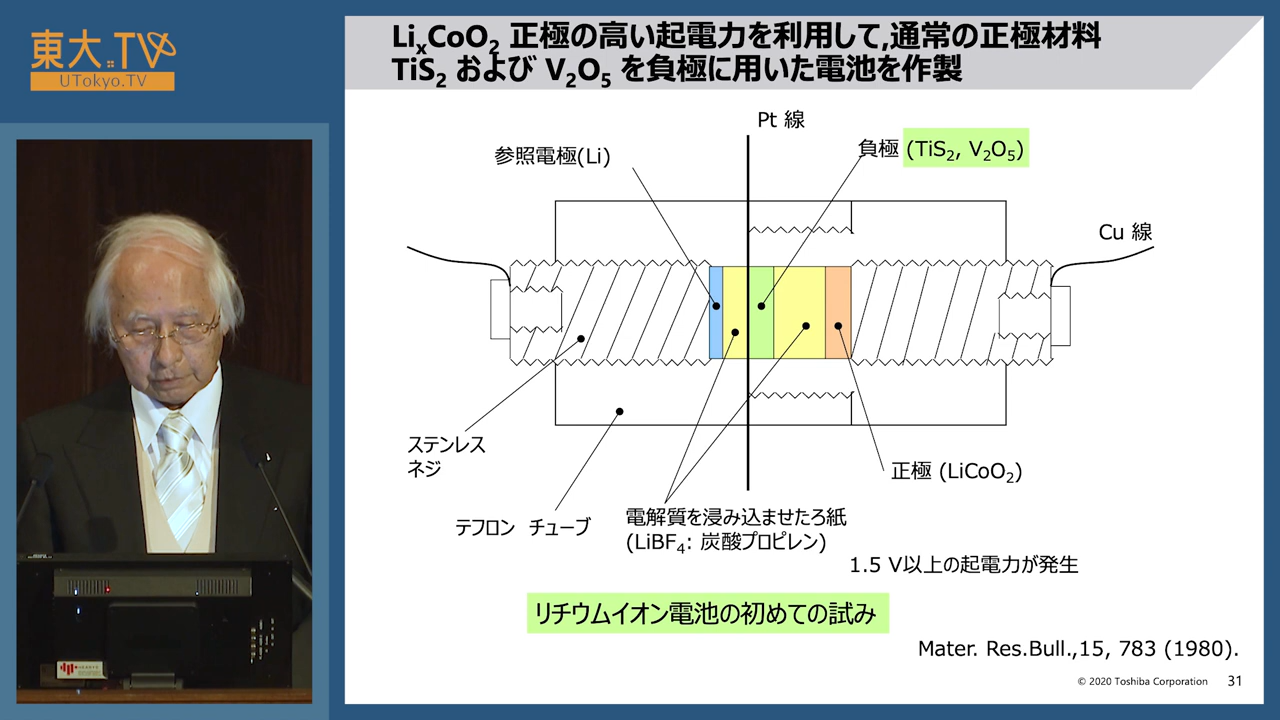 東大.TV
UTokyo.TV
LixCoO2 正極の高い起電力を利用して,通常の正極材料
TiS2 および V2O5 を負極に用いた電池を作製
Pt 線
参照電極(Li)
負極 (TiS2, V2O5)
Cu 線
ステンレス
ネジ
正極 (LiCoO2)
テフロン チューブ
電解質を浸み込ませたろ紙
(LiBF4: 炭酸プロピレン)
1.5 V以上の起電力が発生
リチウムイオン電池の初めての試み
Mater. Res.Bull.,15, 783 (1980).
© 2020 Toshiba Corporation 31